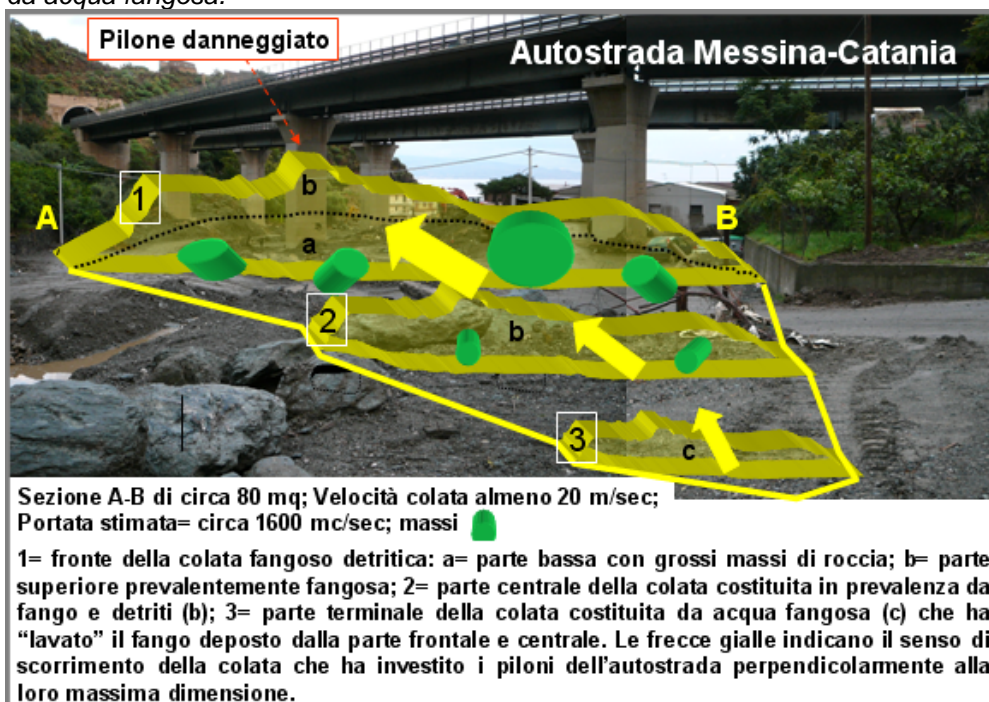 da acqua fangosa.
Pilone danneggiato
Autostrada Messina-Catania
1
b
A
B
a
2
b
3
c
Sezione A-B di circa 80 mq; Velocità colata almeno 20 m/sec;
Portata stimata= circa 1600 mc/sec; massi
1= fronte della colata fangoso detritica: a= parte bassa con grossi massi di roccia; b= parte
superiore prevalentemente fangosa; 2= parte centrale della colata costituita in prevalenza da
fango e detriti (b); 3= parte terminale della colata costituita da acqua fangosa (c) che ha
“lavato” il fango deposto dalla parte frontale e centrale. Le frecce gialle indicano il senso di
scorrimento della colata che ha investito i piloni dell’autostrada perpendicolarmente alla
loro massima dimensione.